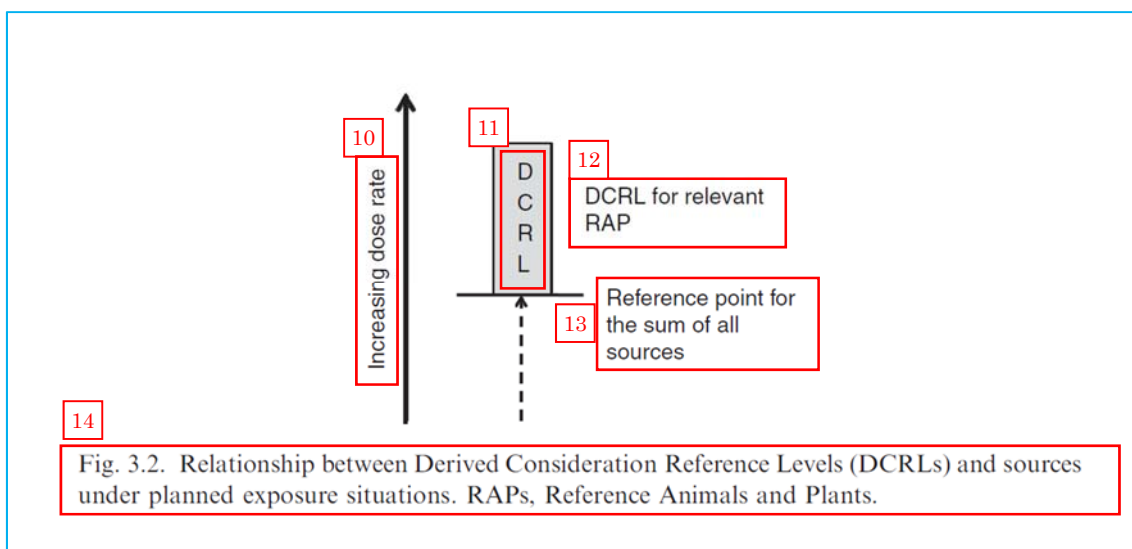 10
Increasing dose rate
11
D
C
R
L
12
DCRL for relevant
RAP
13
Reference point for
the sum of all
sources
14
Fig. 3.2. Relationship between Derived Consideration Reference Levels (DCRLs) and sources
under planned exposure situations. RAPs, Reference Animals and Plants.